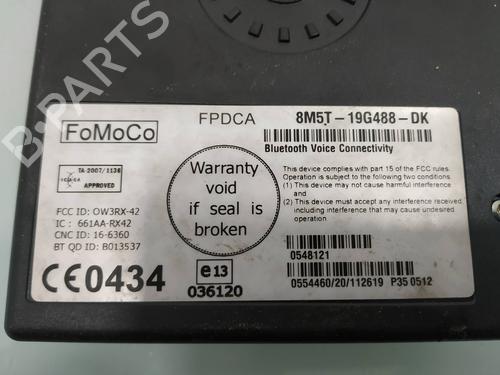 B-PARTS
FoMoCo
FPDCA
8M5T-19G488-DK
Bluetooth Voice Connectivity
TA-2007/1136
APPROVED
FCC ID: OW3RX-42
IC : 661AA-RX42
CNC ID: 16-6360
BT QD ID: B013537
CE0434
Warranty
void
if seal is
broken
e13
036120
This device complies with part 15 of the FCC rules.
Operation is subject to the following two conditions
(1) This device may not cause harmful interference
and
(2) This device must accept any interference received
including interference that may cause undesired
operation
0548121
0554460/20/112619 P35 0512